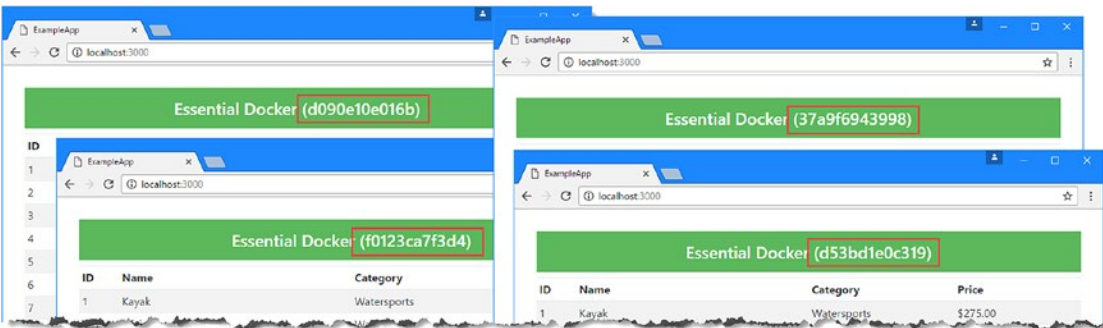 ExampleApp
localhost:3000
Essential Docker (d090e10e016b)
ID
1
2
3
4
5
6
7
ExampleApp
localhost:3000
Essential Docker (f0123ca7f3d4)
ID Name Category
1 Kayak Watersports
ExampleApp
localhost:3000
Essential Docker (37a9f6943998)
ExampleApp
localhost:3000
Essential Docker (d53bd1e0c319)
ID Name Category Price
1 Kayak Watersports $275.00